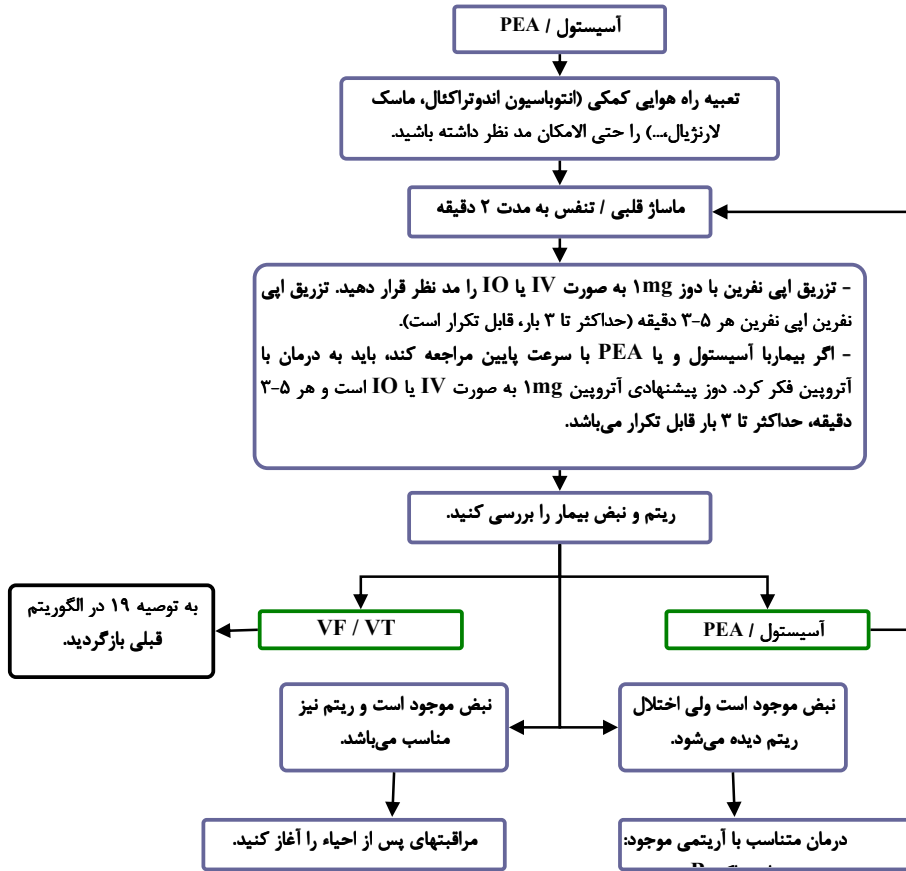 آسیستول / PEA
تعبیه راه هوایی کمکی (انتوباسیون اندوتراکئال، ماسک
لارنژیال،...) را حتی الامکان مد نظر داشته باشید.
ماساژ قلبی / تنفس به مدت ۲ دقیقه
- تزریق اپی نفرین با دوز ۱mg به صورت IV یا IO را مد نظر قرار دهید. تزریق اپی
نفرین اپی نفرین هر ۵-۳ دقیقه (حداکثر تا ۳ بار، قابل تکرار است).
- اگر بیماربا آسیستول و یا PEA با سرعت پایین مراجعه کند، باید به درمان با
آتروپین فکر کرد. دوز پیشنهادی آتروپین ۱mg به صورت IV یا IO است و هر ۵-۳
دقیقه، حداکثر تا ۳ بار قابل تکرار می‌باشد.
ریتم و نبض بیمار را بررسی کنید.
آسیستول / PEA
VF / VT
به توصیه ۱۹ در الگوریتم
قبلی بازگردید.
نبض موجود است ولی اختلال
ریتم دیده می‌شود.
نبض موجود است و ریتم نیز
مناسب می‌باشد.
درمان متناسب با آریتمی موجود:
مراقبتهای پس از احیاء را آغاز کنید.